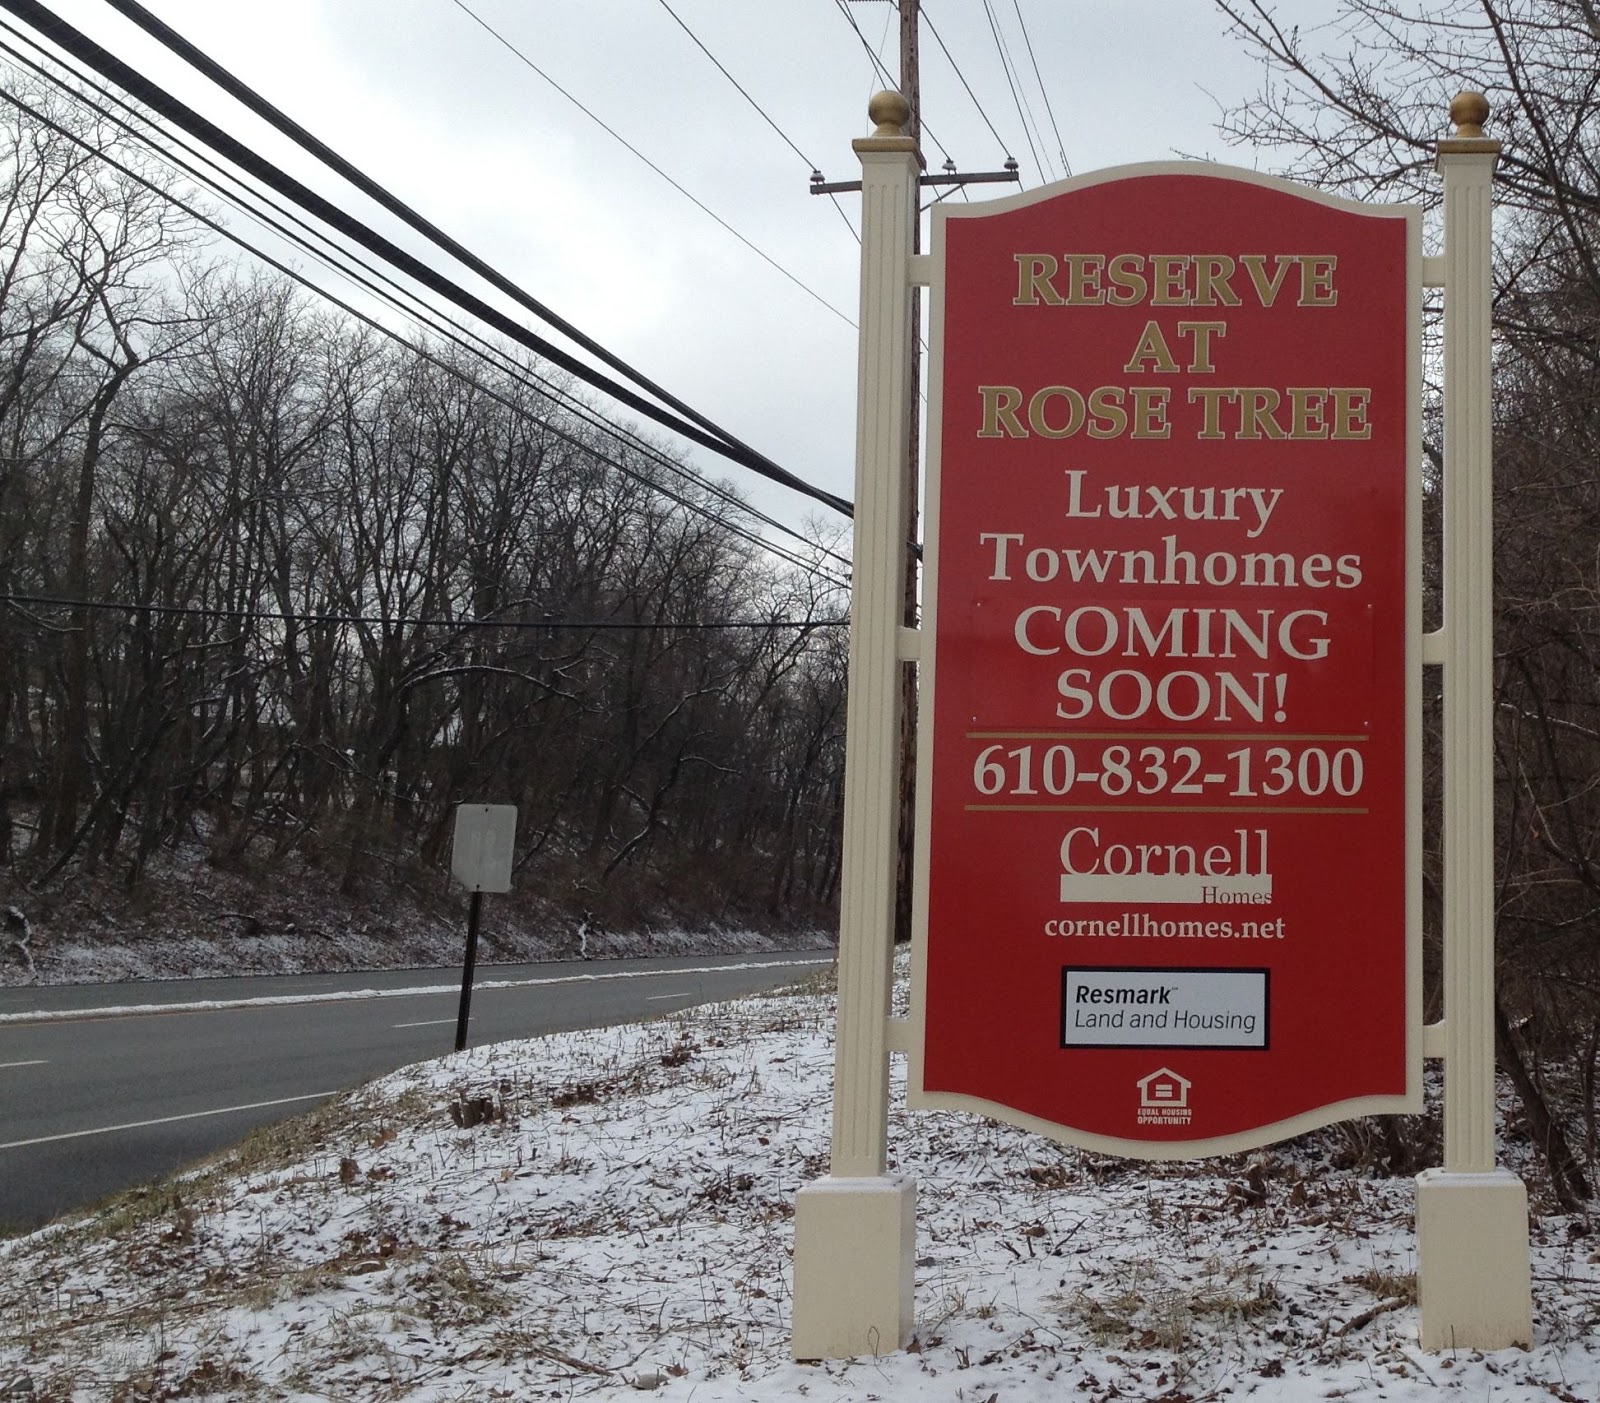 RESERVE
AT
ROSE TREE
Luxury
Townhomes
COMING
SOON!
610-832-1300
Cornell
Homes
cornellhomes.net
Resmark℠
Land and Housing
EQUAL HOUSING
OPPORTUNITY